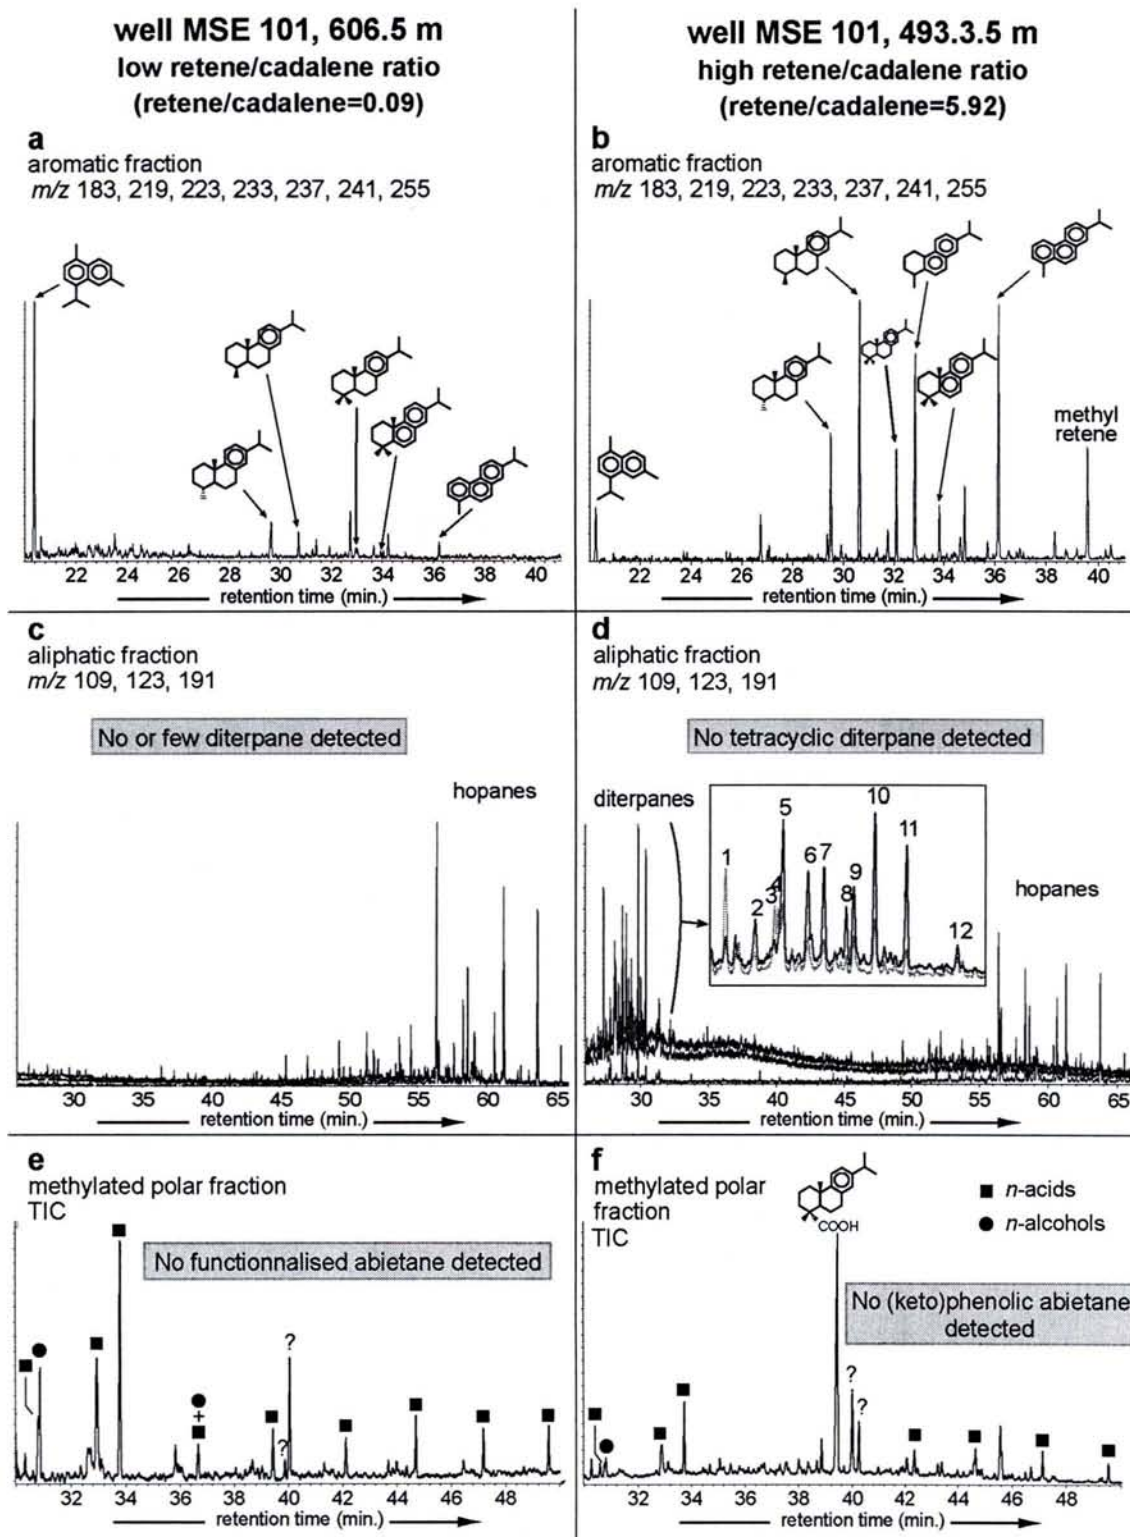 well MSE 101, 606.5 m
low retene/cadalene ratio
(retene/cadalene=0.09)
well MSE 101, 493.3.5 m
high retene/cadalene ratio
(retene/cadalene=5.92)
a
aromatic fraction
m/z 183, 219, 223, 233, 237, 241, 255
22 24 26 28 30 32 34 36 38 40
retention time (min.)
b
aromatic fraction
m/z 183, 219, 223, 233, 237, 241, 255
methyl
retene
22 24 26 28 30 32 34 36 38 40
retention time (min.)
c
aliphatic fraction
m/z 109, 123, 191
No or few diterpane detected
hopanes
30 35 40 45 50 55 60 65
retention time (min.)
d
aliphatic fraction
m/z 109, 123, 191
No tetracyclic diterpane detected
diterpanes
1 2 3 4 5 6 7 8 9 10 11 12
hopanes
30 35 40 45 50 55 60 65
retention time (min.)
e
methylated polar fraction
TIC
No functionnalised abietane detected
+
? ?
32 34 36 38 40 42 44 46 48
retention time (min.)
f
methylated polar
fraction
TIC
COOH
■ n-acids
● n-alcohols
No (keto)phenolic abietane
detected
? ?
32 34 36 38 40 42 44 46 48
retention time (min.)